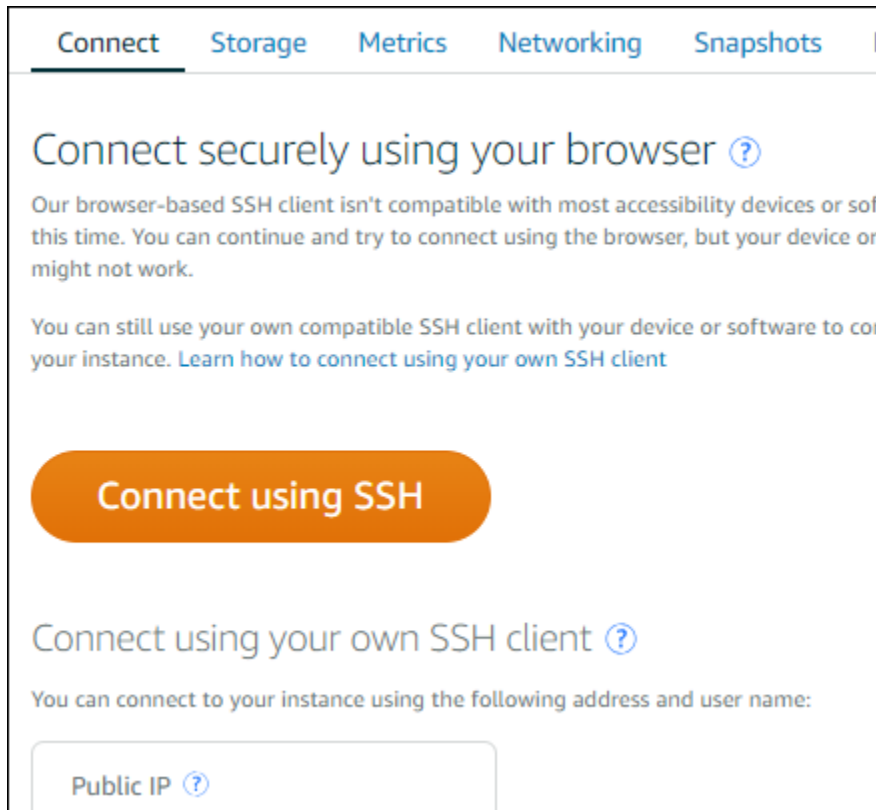 Connect Storage Metrics Networking Snapshots
Connect securely using your browser ?
Our browser-based SSH client isn't compatible with most accessibility devices or
this time. You can continue and try to connect using the browser, but your device or
might not work.
You can still use your own compatible SSH client with your device or software to
your instance. Learn how to connect using your own SSH client
Connect using SSH
Connect using your own SSH client ?
You can connect to your instance using the following address and user name:
Public IP ?